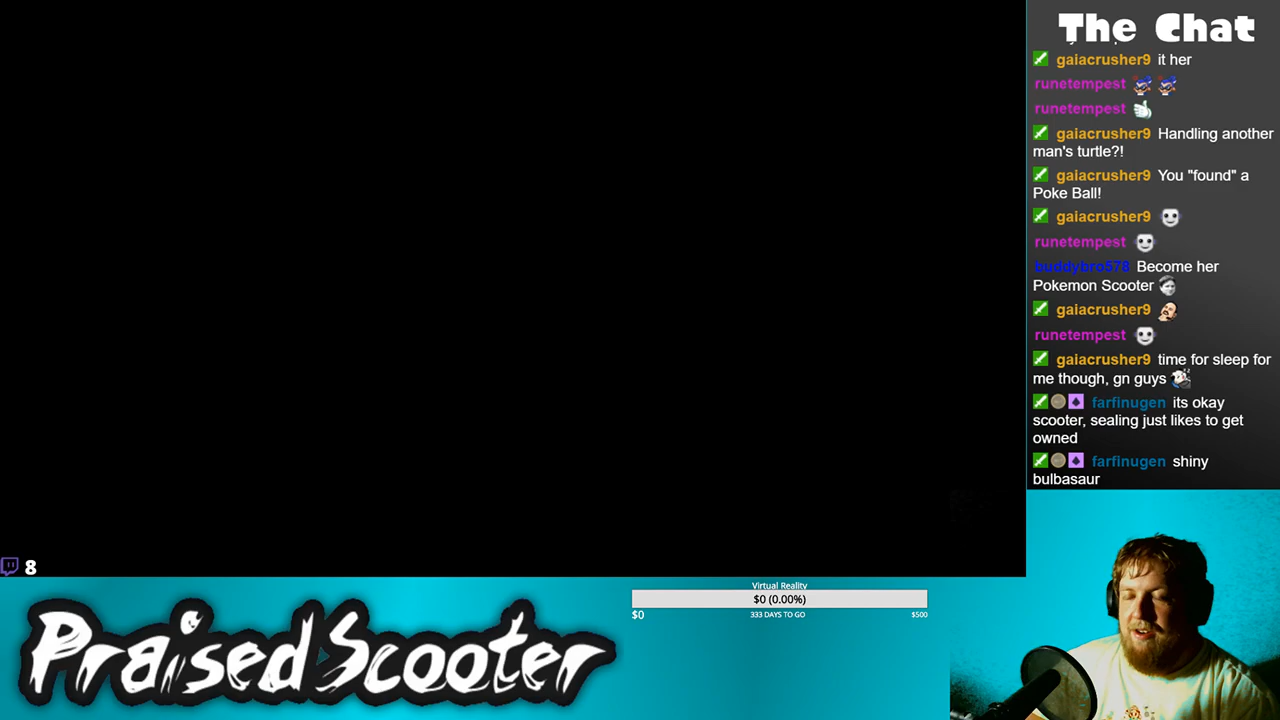 The Chat
gaiacrusher9 it her
runetempest
runetempest
gaiacrusher9 Handling another
man's turtle?!
gaiacrusher9 You "found" a
Poke Ball!
gaiacrusher9
runetempest
buddybro578 Become her
Pokemon Scooter
gaiacrusher9
runetempest
gaiacrusher9 time for sleep for
me though, gn guys
farfinugen its okay
scooter, sealing just likes to get
owned
farfinugen shiny
bulbasaur
8
PraisedScooter
Virtual Reality
$0 (0.00%)
$0 333 DAYS TO GO $500